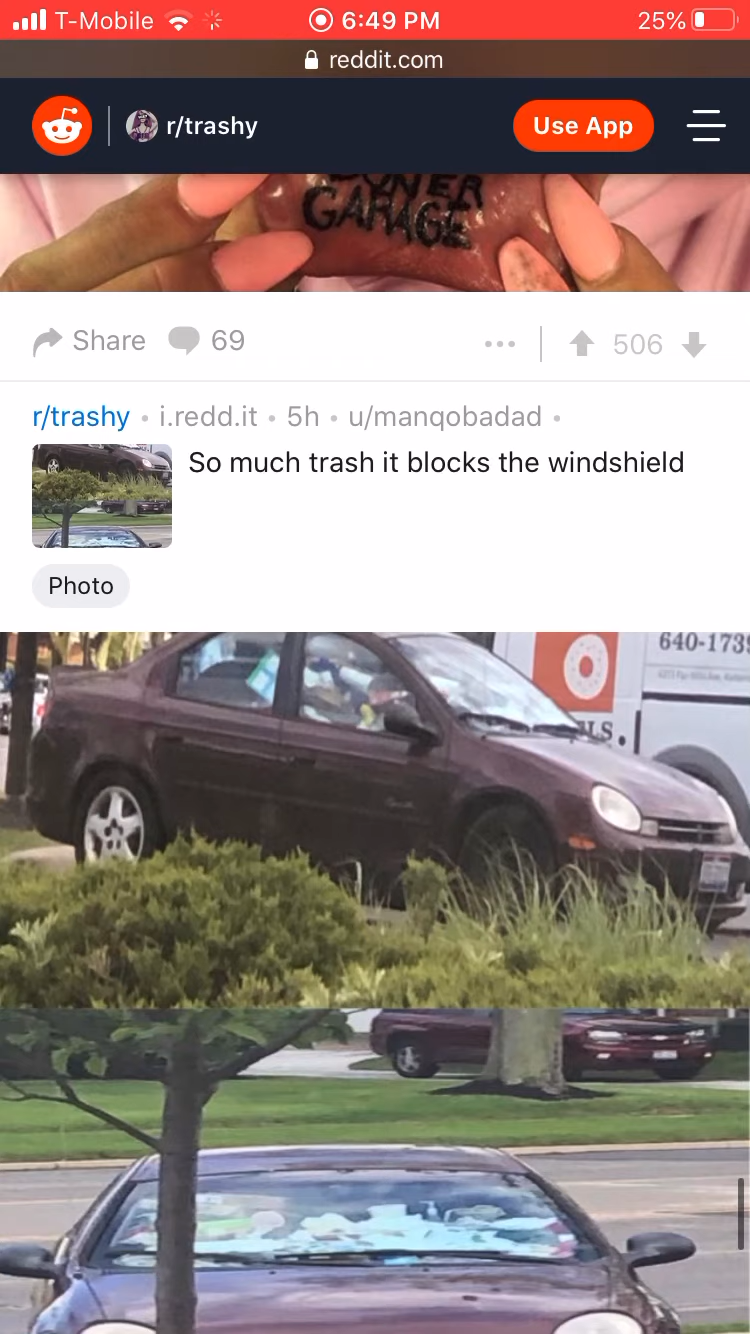 T-Mobile 6:49 PM 25%
reddit.com
r/trashy Use App
GARAGE
Share 69 506
r/trashy • i.redd.it • 5h • u/manqobadad •
So much trash it blocks the windshield
Photo
640-173
LS.